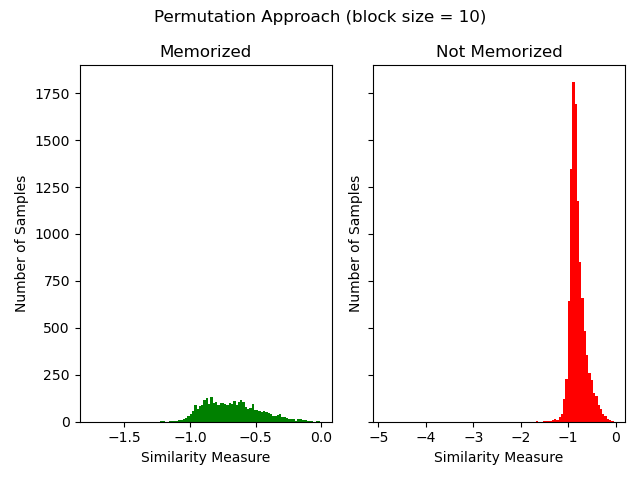 Permutation Approach (block size = 10)
Memorized
Not Memorized
Number of Samples
1750
1500
1250
1000
750
500
250
0
−1.5
−1.0
−0.5
0.0
Similarity Measure
Number of Samples
−5
−4
−3
−2
−1
0
Similarity Measure